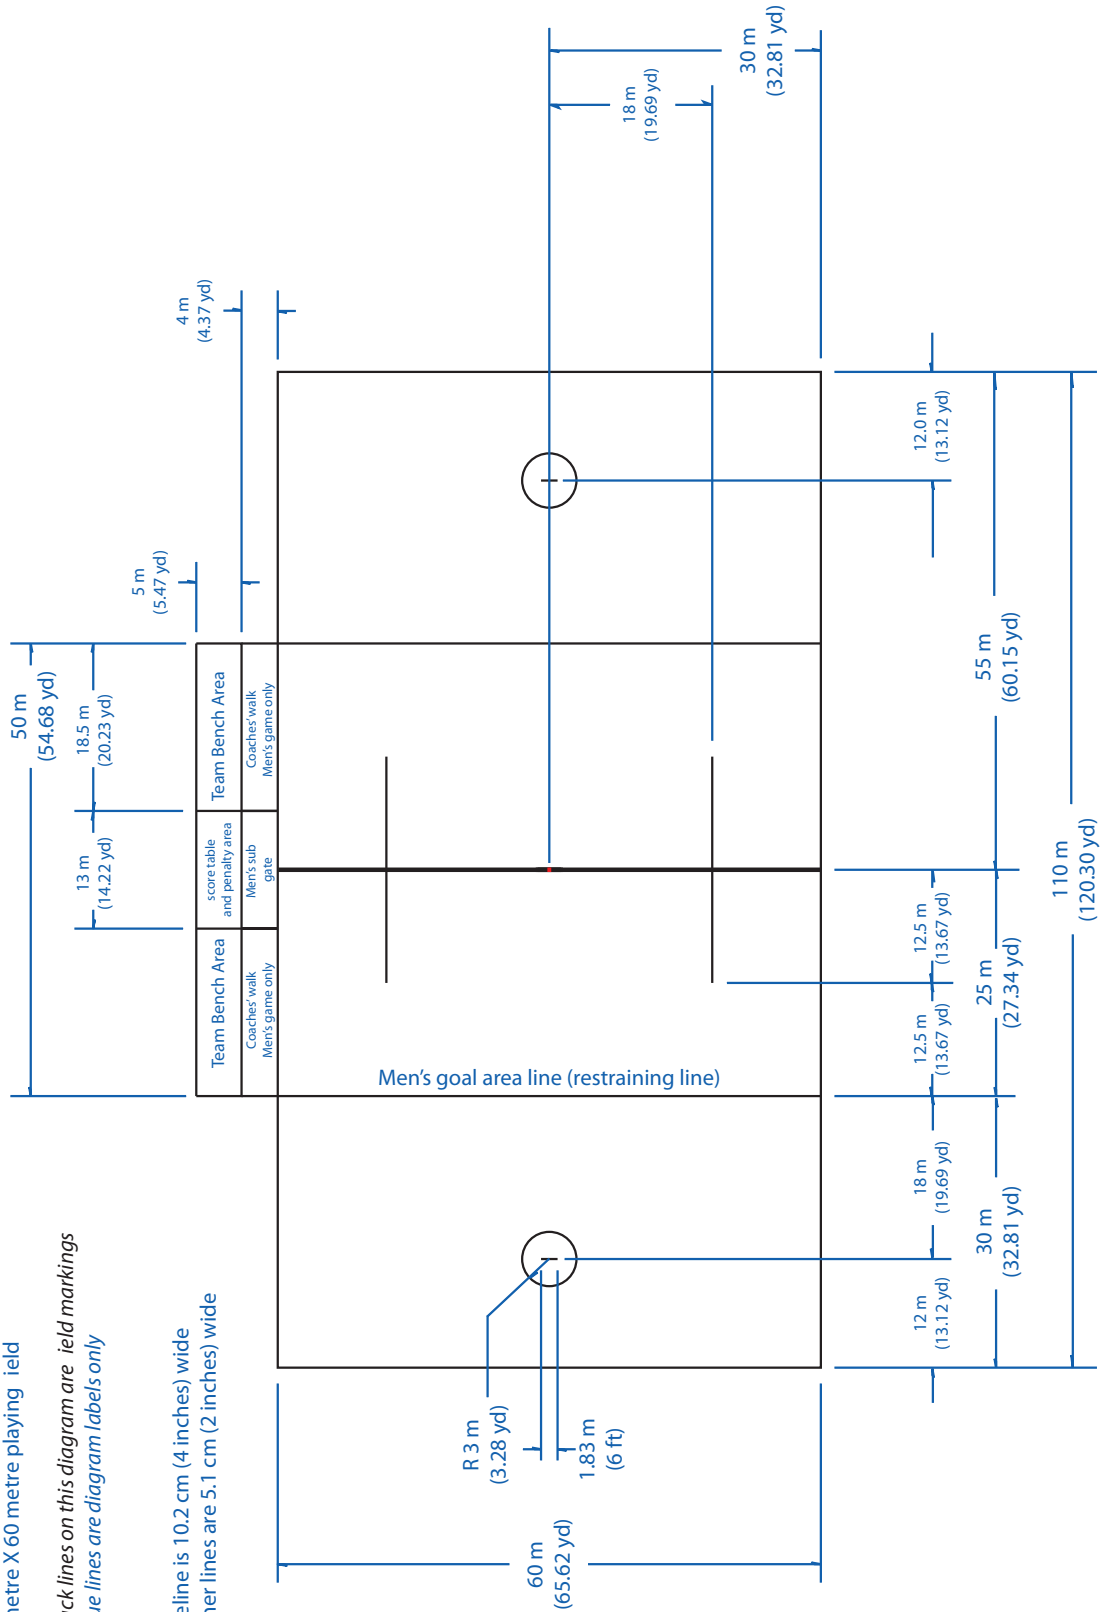 metre X 60 metre playing ield
ck lines on this diagram are ield markings
ue lines are diagram labels only
eline is 10.2 cm (4 inches) wide
her lines are 5.1 cm (2 inches) wide
50 m
(54.68 yd)
13 m
(14.22 yd)
18.5 m
(20.23 yd)
5 m
(5.47 yd)
4 m
(4.37 yd)
Team Bench Area
score table
and penalty area
Team Bench Area
Coaches' walk
Men's game only
Men's sub
gate
Coaches' walk
Men's game only
Men's goal area line (restraining line)
R 3 m
(3.28 yd)
1.83 m
(6 ft)
60 m
(65.62 yd)
18 m
(19.69 yd)
30 m
(32.81 yd)
12 m
(13.12 yd)
18 m
(19.69 yd)
12.5 m
(13.67 yd)
12.5 m
(13.67 yd)
12.0 m
(13.12 yd)
30 m
(32.81 yd)
25 m
(27.34 yd)
55 m
(60.15 yd)
110 m
(120.30 yd)